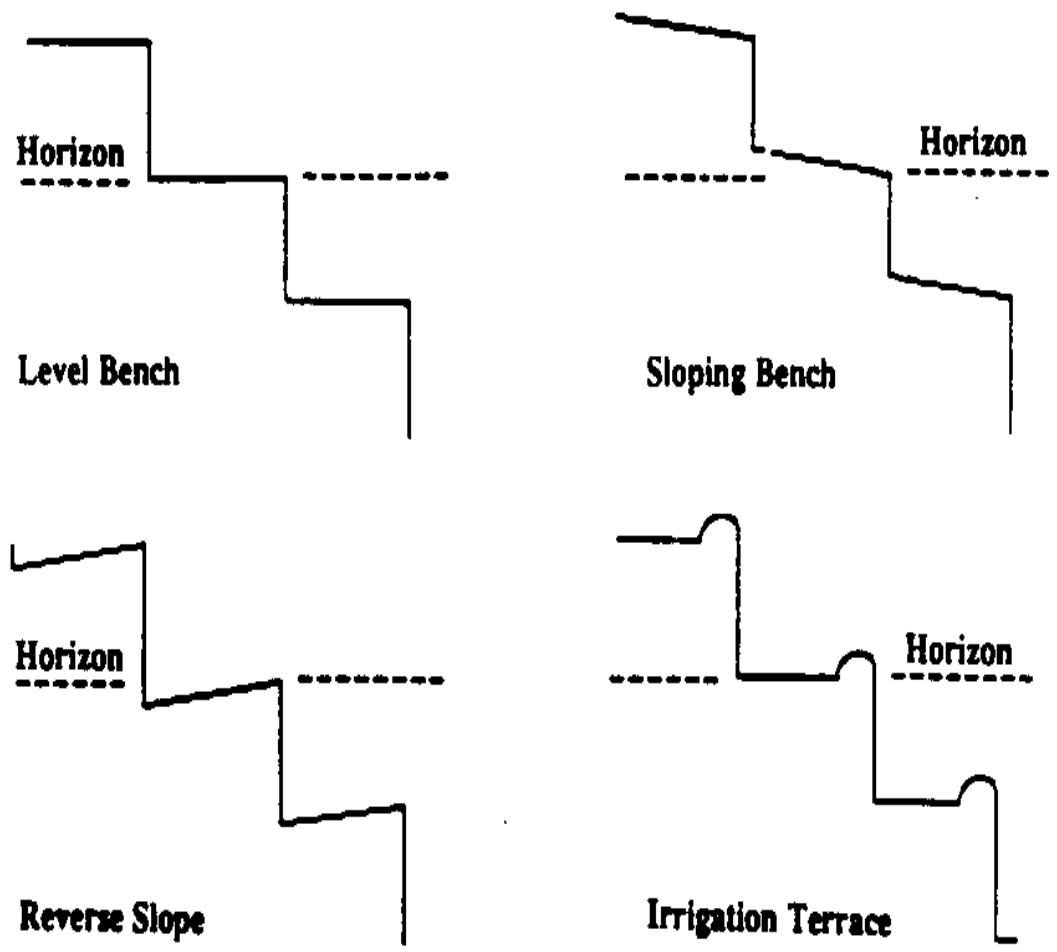 Horizon
Level Bench
Horizon
Sloping Bench
Horizon
Reverse Slope
Horizon
Irrigation Terrace